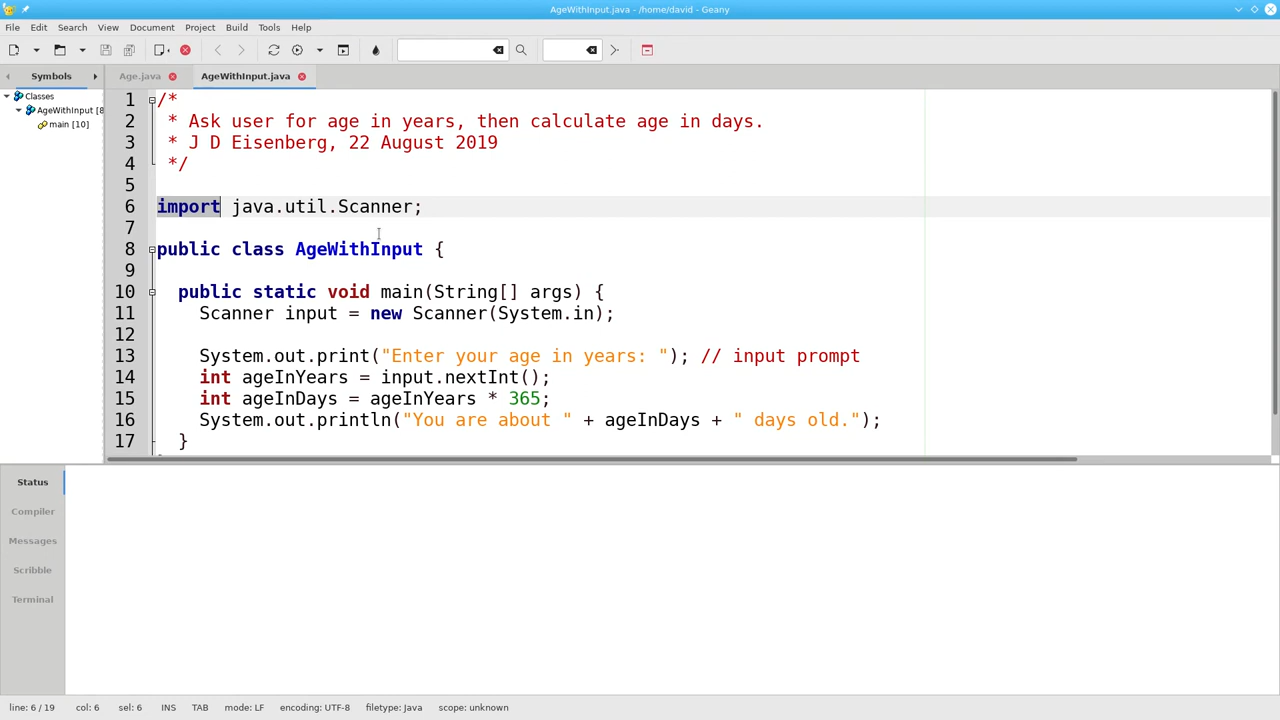 AgeWithInput.java - /home/david - Geany
File Edit Search View Document Project Build Tools Help
Symbols
Age.java
AgeWithInput.java
Classes
AgeWithInput [8
main [10]
1 /*
2 * Ask user for age in years, then calculate age in days.
3 * J D Eisenberg, 22 August 2019
4 */
5
6 import java.util.Scanner;
7
8 public class AgeWithInput {
9
10 public static void main(String[] args) {
11 Scanner input = new Scanner(System.in);
12
13 System.out.print("Enter your age in years: "); // input prompt
14 int ageInYears = input.nextInt();
15 int ageInDays = ageInYears * 365;
16 System.out.println("You are about " + ageInDays + " days old.");
17 }
Status
Compiler
Messages
Scribble
Terminal
line: 6 / 19 col: 6 sel: 6 INS TAB mode: LF encoding: UTF-8 filetype: Java scope: unknown